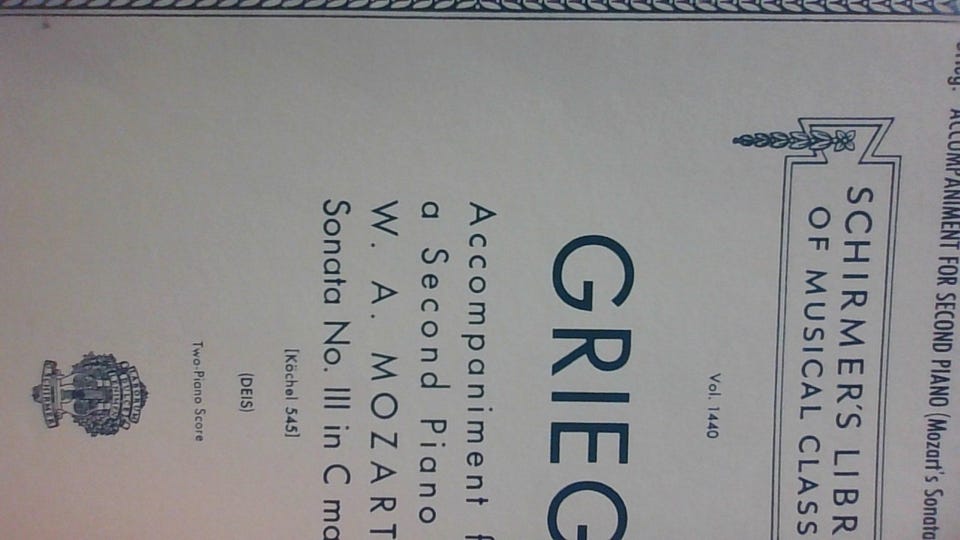 ACCOMPANIMENT FOR SECOND PIANO (Mozart's Sonata
SCHIRMER'S LIBR
OF MUSICAL CLASS
Vol. 1440
GRIEG
Accompaniment f
a Second Piano
W. A. MOZART
Sonata No. III in C ma
[Köchel 545]
(DEIS)
Two-Piano Score